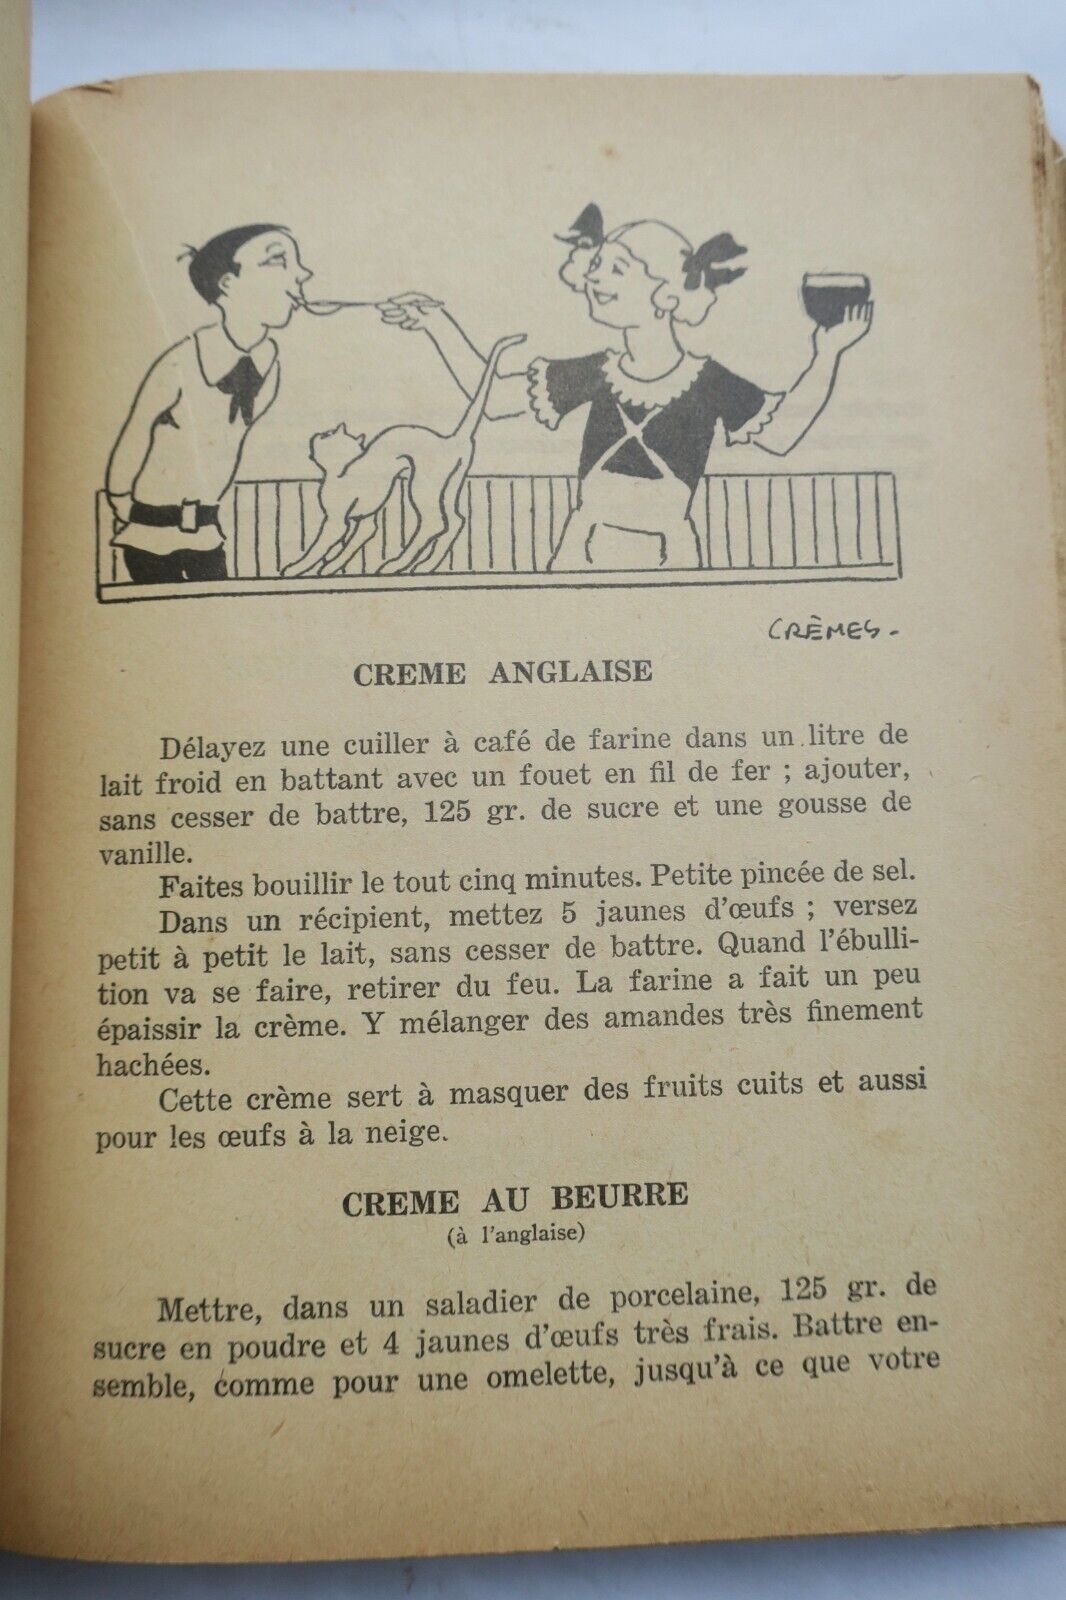 CRÈMES.
CREME ANGLAISE
Délayez une cuiller à café de farine dans un litre de
lait froid en battant avec un fouet en fil de fer ; ajouter,
sans cesser de battre, 125 gr. de sucre et une gousse de
vanille.
Faites bouillir le tout cinq minutes. Petite pincée de sel.
Dans un récipient, mettez 5 jaunes d'œufs ; versez
petit à petit le lait, sans cesser de battre. Quand l'ébulli-
tion va se faire, retirer du feu. La farine a fait un peu
épaissir la crème. Y mélanger des amandes très finement
hachées.
Cette crème sert à masquer des fruits cuits et aussi
pour les œufs à la neige.
CREME AU BEURRE
(à l'anglaise)
Mettre, dans un saladier de porcelaine, 125 gr. de
sucre en poudre et 4 jaunes d'œufs très frais. Battre en-
semble, comme pour une omelette, jusqu'à ce que votre